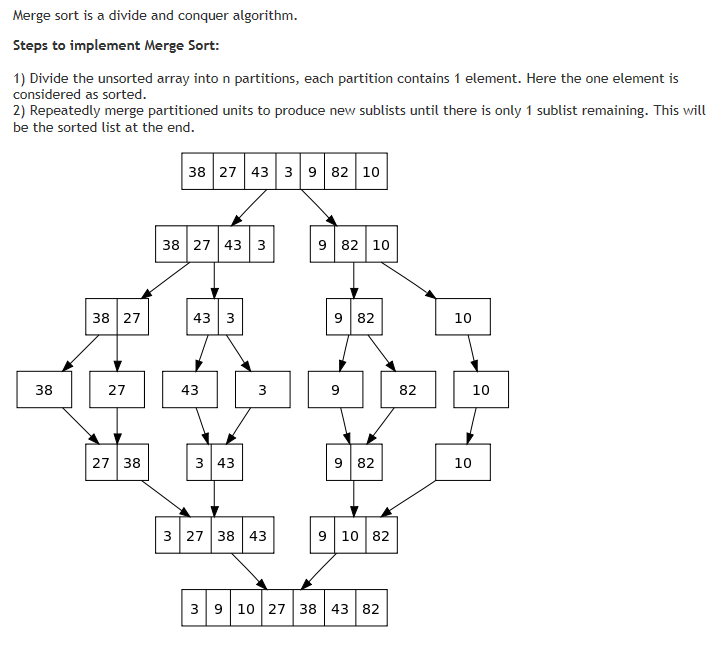 Merge sort is a divide and conquer algorithm.
Steps to implement Merge Sort:
1) Divide the unsorted array into n partitions, each partition contains 1 element. Here the one element is
considered as sorted.
2) Repeatedly merge partitioned units to produce new sublists until there is only 1 sublist remaining. This will
be the sorted list at the end.
38 27 43 3 9 82 10
38 27 43 3 9 82 10
38 27 43 3 9 82 10
38 27 43 3 9 82 10
27 38 3 43 9 82 10
3 27 38 43 9 10 82
3 9 10 27 38 43 82